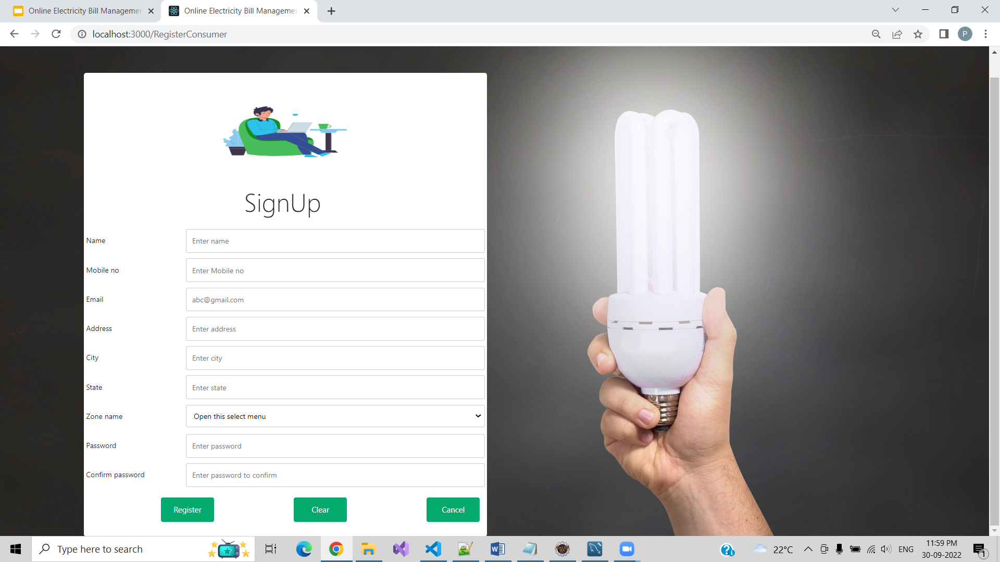 Online Electricity Bill Managemen
Online Electricity Bill Managemen
localhost:3000/RegisterConsumer
P
SignUp
Name
Enter name
Mobile no
Enter Mobile no
Email
abc@gmail.com
Address
Enter address
City
Enter city
State
Enter state
Zone name
Open this select menu
Password
Enter password
Confirm password
Enter password to confirm
Register
Clear
Cancel
Type here to search
22°C
ENG
11:59 PM
30-09-2022
1